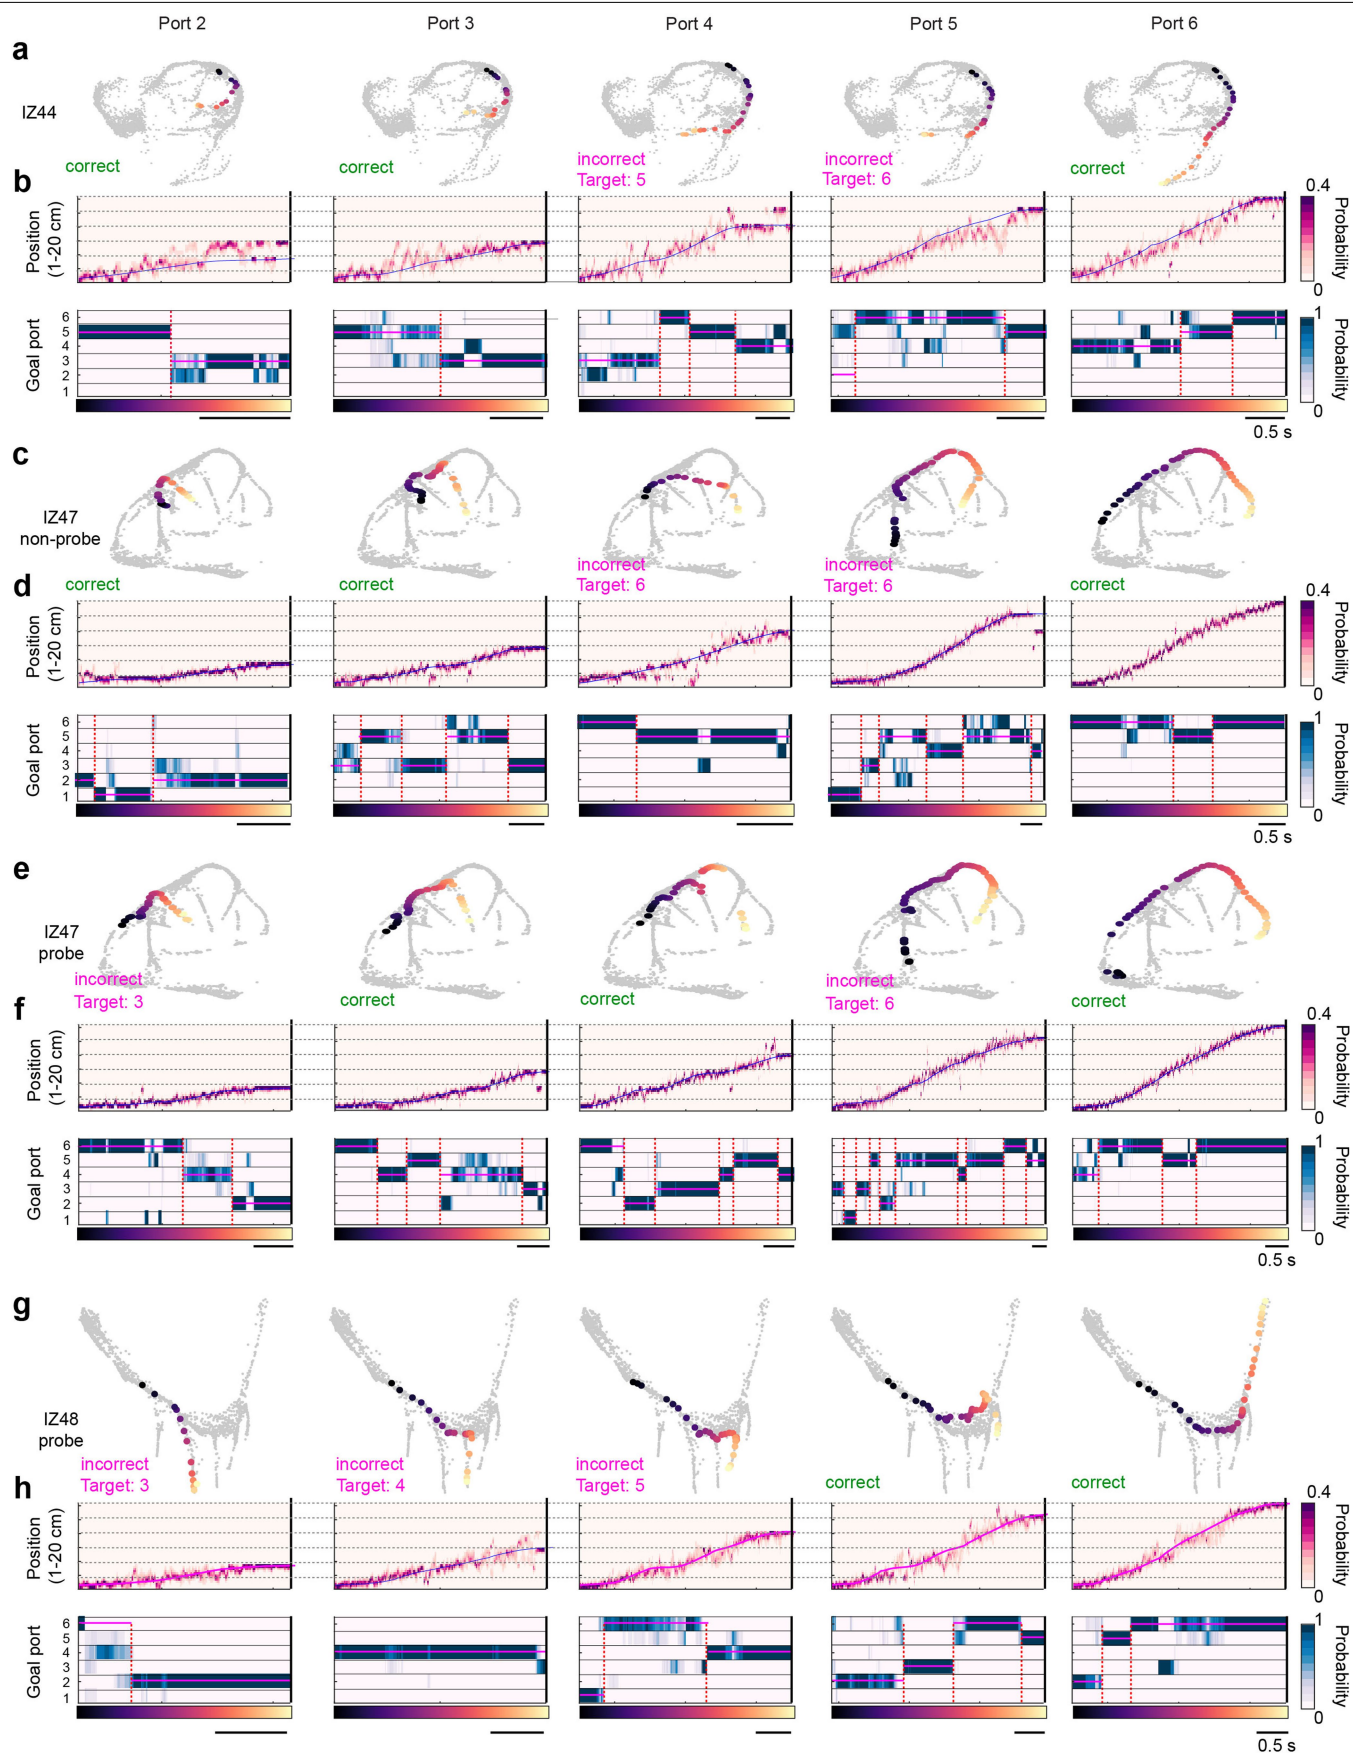 Port 2 Port 3 Port 4 Port 5 Port 6
a
IZ44
correct correct incorrect Target: 5 incorrect Target: 6 correct
b
Position (1-20 cm)
0.4
Probability
0
Goal port
6
5
4
3
2
1
1
Probability
0
0.5 s
c
IZ47
non-probe
correct correct incorrect Target: 6 incorrect Target: 6 correct
d
Position (1-20 cm)
0.4
Probability
0
Goal port
6
5
4
3
2
1
1
Probability
0
0.5 s
e
IZ47
probe
incorrect Target: 3 correct correct incorrect Target: 6 correct
f
Position (1-20 cm)
0.4
Probability
0
Goal port
6
5
4
3
2
1
1
Probability
0
0.5 s
g
IZ48
probe
incorrect Target: 3 incorrect Target: 4 incorrect Target: 5 correct correct
h
Position (1-20 cm)
0.4
Probability
0
Goal port
6
5
4
3
2
1
1
Probability
0
0.5 s